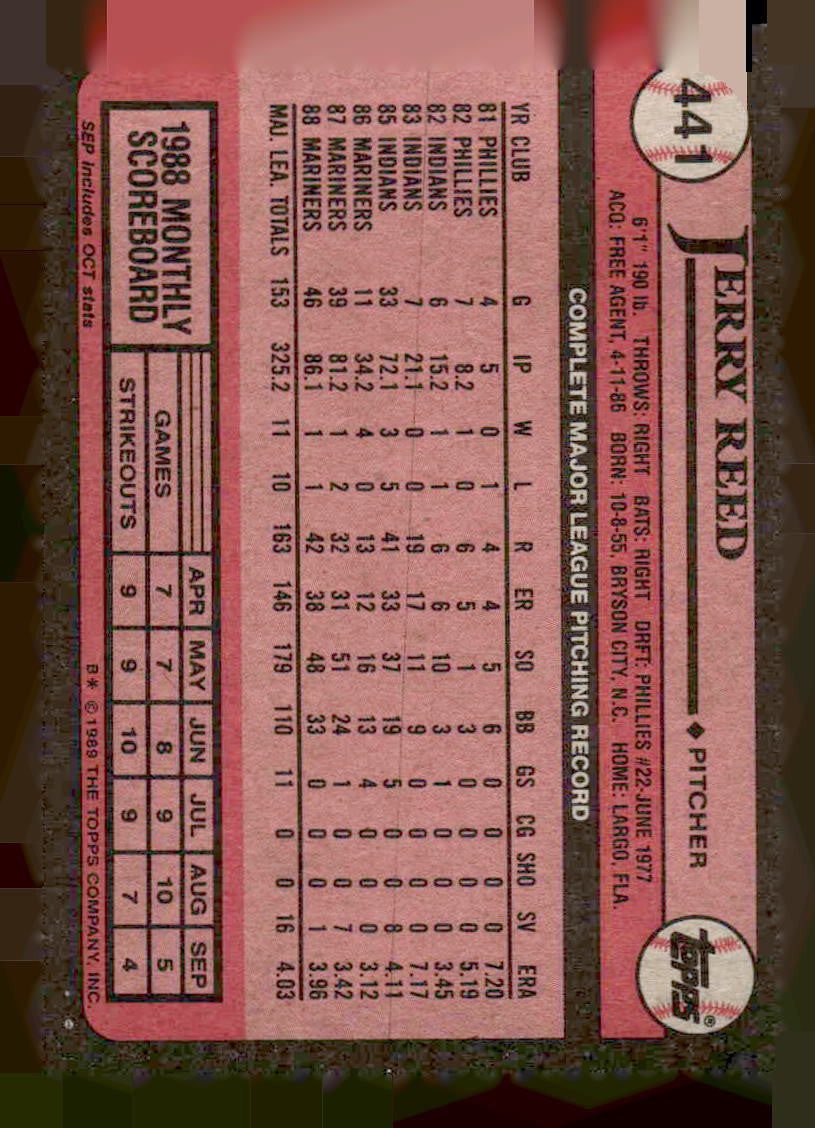 441
JERRY REED
◆ PITCHER
topps®
6'1" 190 lb. THROWS: RIGHT BATS: RIGHT DRFT: PHILLIES #22-JUNE 1977
ACQ: FREE AGENT, 4-11-86 BORN: 10-8-55, BRYSON CITY, N.C. HOME: LARGO, FLA.
COMPLETE MAJOR LEAGUE PITCHING RECORD
YR CLUB G IP W L R ER SO BB GS CG SHO SV ERA
81 PHILLIES 4 5 0 1 4 4 5 6 0 0 0 0 7.20
82 PHILLIES 7 8.2 1 0 6 5 1 3 0 0 0 0 5.19
82 INDIANS 6 15.2 1 1 6 6 10 3 1 0 0 0 3.45
83 INDIANS 7 21.1 0 0 19 17 11 9 0 0 0 0 7.17
85 INDIANS 33 72.1 3 5 41 33 37 19 5 0 0 8 4.11
86 MARINERS 11 34.2 4 0 13 12 16 13 4 0 0 0 3.12
87 MARINERS 39 81.2 1 2 32 31 51 24 1 0 0 7 3.42
88 MARINERS 46 86.1 1 1 42 38 48 33 0 0 0 1 3.96
MAJ. LEA. TOTALS 153 325.2 11 10 163 146 179 110 11 0 0 16 4.03
1988 MONTHLY
SCOREBOARD
APR MAY JUN JUL AUG SEP
GAMES 7 7 8 9 10 5
STRIKEOUTS 9 9 10 9 7 4
SEP includes OCT stats
B* © 1989 THE TOPPS COMPANY, INC.